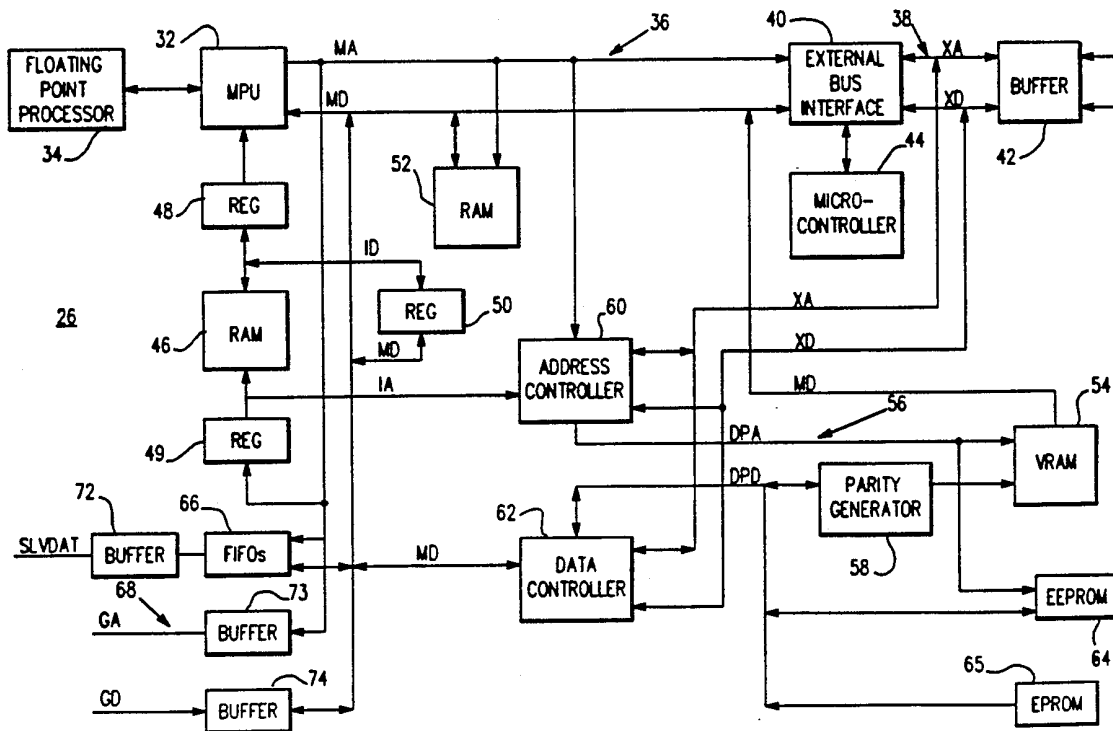 32
MA
36
40
38
XA
FLOATING
POINT
PROCESSOR
34
MPU
MD
EXTERNAL
BUS
INTERFACE
XD
BUFFER
42
44
52
RAM
MICRO-
CONTROLLER
48
REG
ID
26
46
RAM
REG
50
MD
IA
60
ADDRESS
CONTROLLER
XA
XD
MD
56
54
49
REG
DPA
VRAM
DPD
PARITY
GENERATOR
58
72
66
62
SLVDAT
BUFFER
FIFOs
MD
DATA
CONTROLLER
68
73
GA
BUFFER
EEPROM
64
74
GD
BUFFER
65
EPROM